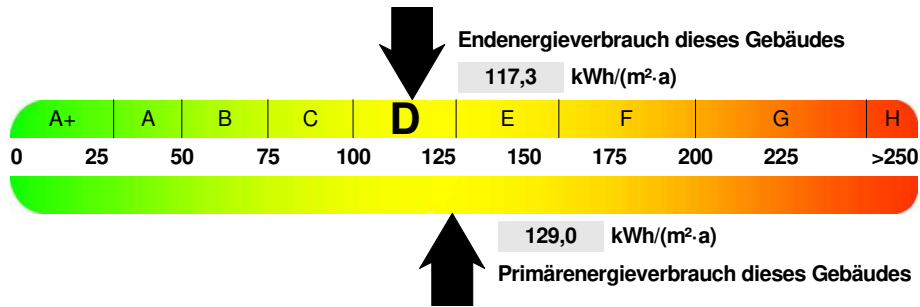 Endenergieverbrauch dieses Gebäudes
117,3 kWh/(m²·a)
A+ A B C D E F G H
0 25 50 75 100 125 150 175 200 225 >250
129,0 kWh/(m²·a)
Primärenergieverbrauch dieses Gebäudes